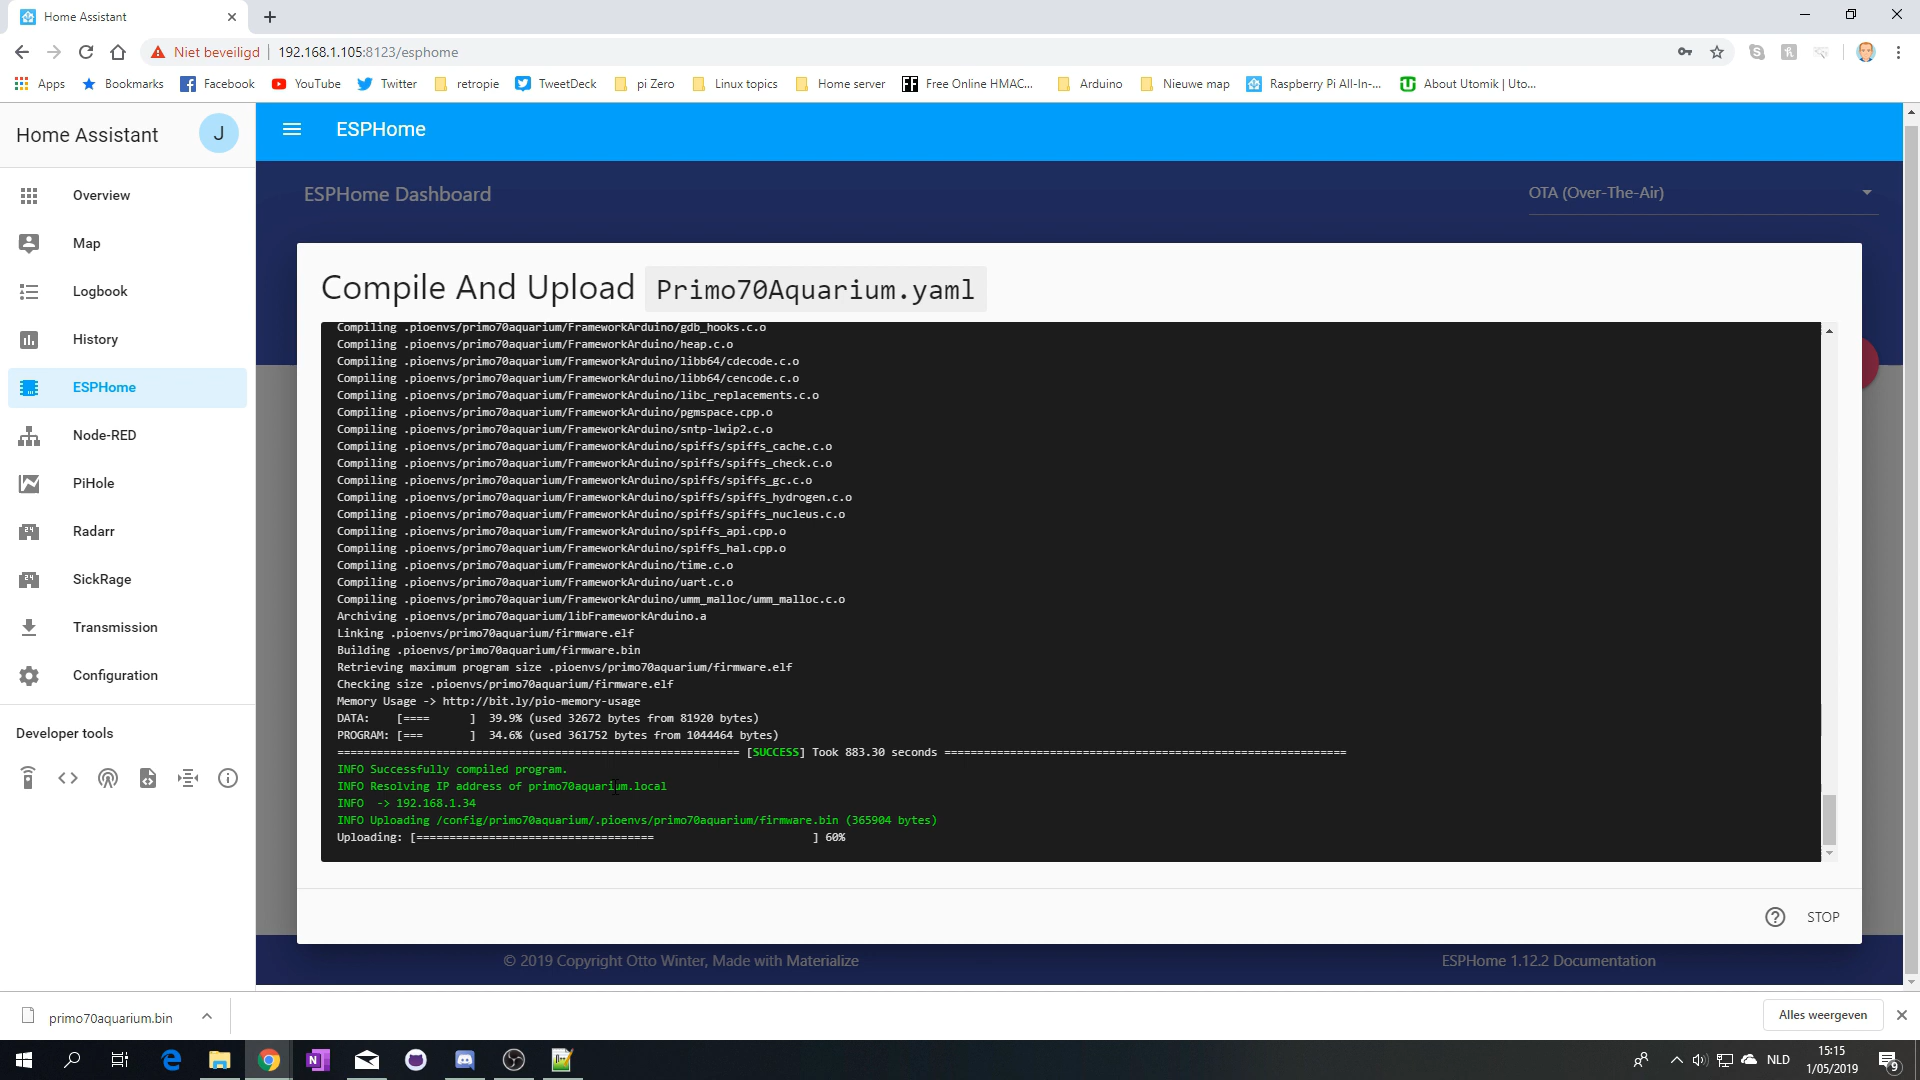 Home Assistant
Niet beveiligd
192.168.1.105:8123/esphome
Apps
Bookmarks
Facebook
YouTube
Twitter
retropie
TweetDeck
pi Zero
Linux topics
Home server
Free Online HMAC...
Arduino
Nieuwe map
Raspberry Pi All-In-...
About Utomik | Uto...
Home Assistant
J
ESPHome
Overview
Map
Logbook
History
ESPHome
Node-RED
PiHole
Radarr
SickRage
Transmission
Configuration
Developer tools
ESPHome Dashboard
OTA (Over-The-Air)
Compile And Upload Primo70Aquarium.yaml
Compiling .pioenvs/primo70aquarium/FrameworkArduino/gdb_hooks.c.o
Compiling .pioenvs/primo70aquarium/FrameworkArduino/heap.c.o
Compiling .pioenvs/primo70aquarium/FrameworkArduino/libb64/cdecode.c.o
Compiling .pioenvs/primo70aquarium/FrameworkArduino/libb64/cencode.c.o
Compiling .pioenvs/primo70aquarium/FrameworkArduino/libc_replacements.c.o
Compiling .pioenvs/primo70aquarium/FrameworkArduino/pgmspace.cpp.o
Compiling .pioenvs/primo70aquarium/FrameworkArduino/sntp-lwip2.c.o
Compiling .pioenvs/primo70aquarium/FrameworkArduino/spiffs/spiffs_cache.c.o
Compiling .pioenvs/primo70aquarium/FrameworkArduino/spiffs/spiffs_check.c.o
Compiling .pioenvs/primo70aquarium/FrameworkArduino/spiffs/spiffs_gc.c.o
Compiling .pioenvs/primo70aquarium/FrameworkArduino/spiffs/spiffs_hydrogen.c.o
Compiling .pioenvs/primo70aquarium/FrameworkArduino/spiffs/spiffs_nucleus.c.o
Compiling .pioenvs/primo70aquarium/FrameworkArduino/spiffs_api.cpp.o
Compiling .pioenvs/primo70aquarium/FrameworkArduino/spiffs_hal.cpp.o
Compiling .pioenvs/primo70aquarium/FrameworkArduino/time.c.o
Compiling .pioenvs/primo70aquarium/FrameworkArduino/uart.c.o
Compiling .pioenvs/primo70aquarium/FrameworkArduino/umm_malloc/umm_malloc.c.o
Archiving .pioenvs/primo70aquarium/libFrameworkArduino.a
Linking .pioenvs/primo70aquarium/firmware.elf
Building .pioenvs/primo70aquarium/firmware.bin
Retrieving maximum program size .pioenvs/primo70aquarium/firmware.elf
Checking size .pioenvs/primo70aquarium/firmware.elf
Memory Usage -> http://bit.ly/pio-memory-usage
DATA:    [====      ]  39.9% (used 32672 bytes from 81920 bytes)
PROGRAM: [===       ]  34.6% (used 361752 bytes from 1044464 bytes)
============================================================= [SUCCESS] Took 883.30 seconds =============================================================
INFO Successfully compiled program.
INFO Resolving IP address of primo70aquarium.local
INFO  -> 192.168.1.34
INFO Uploading /config/primo70aquarium/.pioenvs/primo70aquarium/firmware.bin (365904 bytes)
Uploading: [====================================                        ] 60%
STOP
© 2019 Copyright Otto Winter, Made with Materialize
ESPHome 1.12.2 Documentation
primo70aquarium.bin
Alles weergeven
NLD
15:15
1/05/2019
9